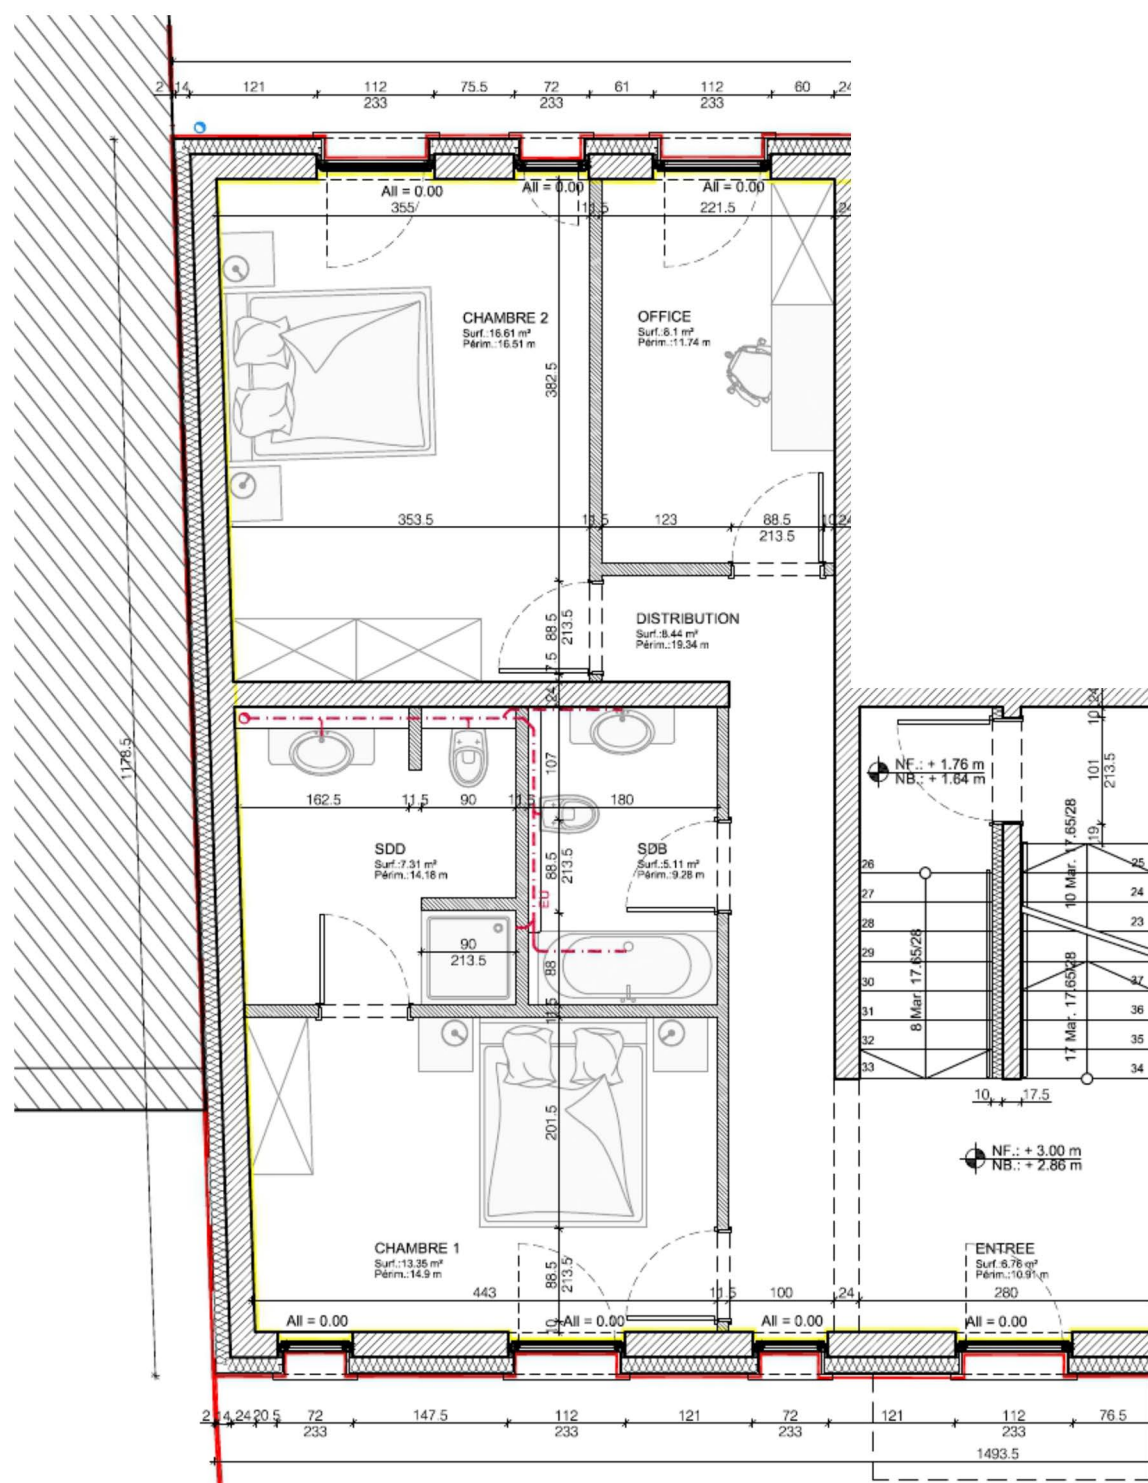 2 14 121 112 75.5 72 61 112 60 24
233 233 233
All = 0.00 All = 0.00 All = 0.00
355 11.5 221.5 24
CHAMBRE 2
Surf.:16.61 m²
Périm.:16.51 m
OFFICE
Surf.:8.1 m²
Périm.:11.74 m
382.5
353.5 11.5 123 88.5 10 24
213.5
DISTRIBUTION
Surf.:8.44 m²
Périm.:19.34 m
88.5
213.5
7.5
24
1178.5
107
162.5 11.5 90 11.5 180
SDD
Surf.:7.31 m²
Périm.:14.18 m
SDB
Surf.:5.11 m²
Périm.:9.28 m
88.5
213.5
EU
90
213.5
88
11.5
NF.: + 1.76 m
NB.: + 1.64 m
24
10
101
213.5
19
10 Mar. 17.65/28
26
27
28
29
30
31
32
33
8 Mar 17.65/28
17 Mar. 17.65/28
25
24
23
37
36
35
34
10 17.5
NF.: + 3.00 m
NB.: + 2.86 m
201.5
CHAMBRE 1
Surf.:13.35 m²
Périm.:14.9 m
88.5
213.5
10
ENTREE
Surf.:6.76 m²
Périm.:10.91 m
443 11.5 100 24 260
All = 0.00 All = 0.00 All = 0.00 All = 0.00
2 14 24 20.5 72 147.5 112 121 72 121 112 76.5
233 233 233 233
1493.5